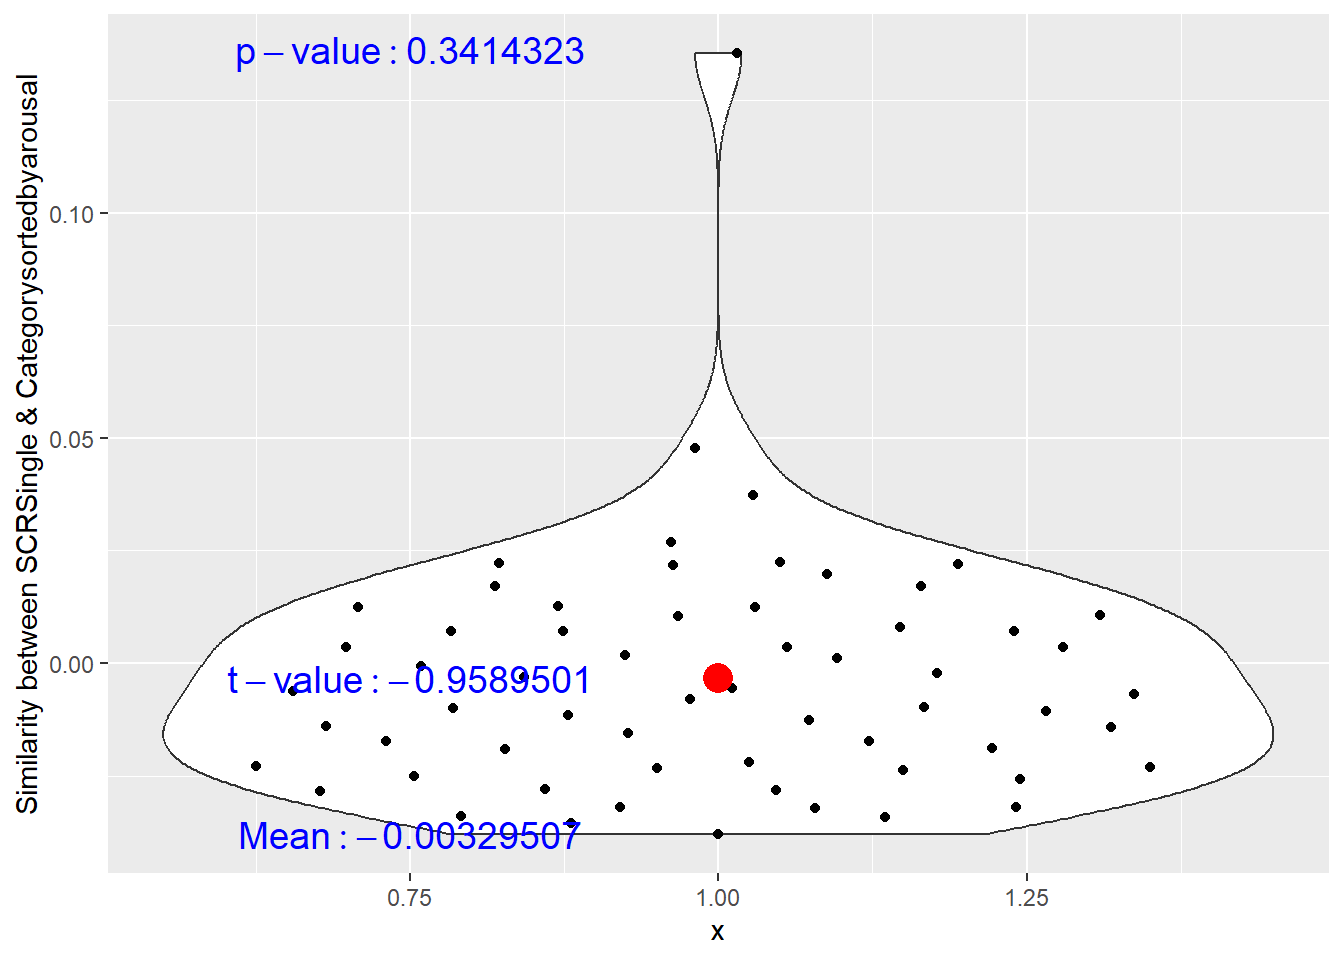 p – value : 0.3414323
Similarity between SCRSingle & Categorysortedbyarousal
0.10
0.05
0.00
t – value : – 0.9589501
Mean : – 0.00329507
0.75 1.00 1.25
x